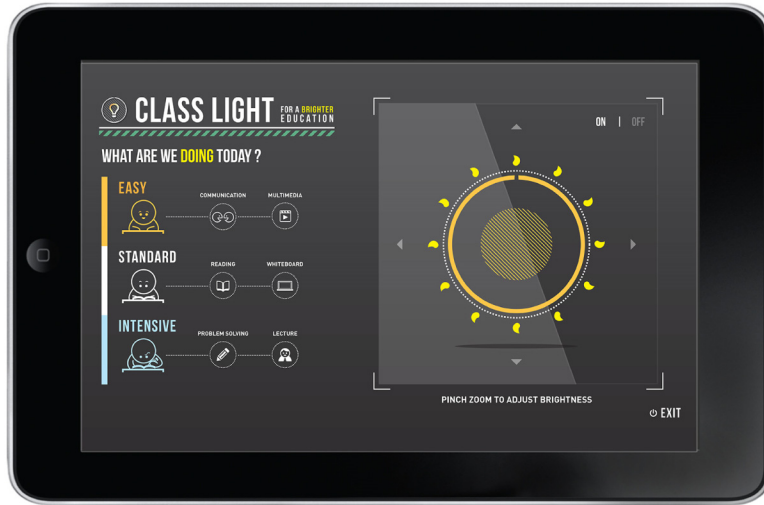 CLASS LIGHT
FOR A BRIGHTER
EDUCATION
WHAT ARE WE DOING TODAY ?
EASY
COMMUNICATION
MULTIMEDIA
STANDARD
READING
WHITEBOARD
INTENSIVE
PROBLEM SOLVING
LECTURE
ON | OFF
PINCH ZOOM TO ADJUST BRIGHTNESS
EXIT